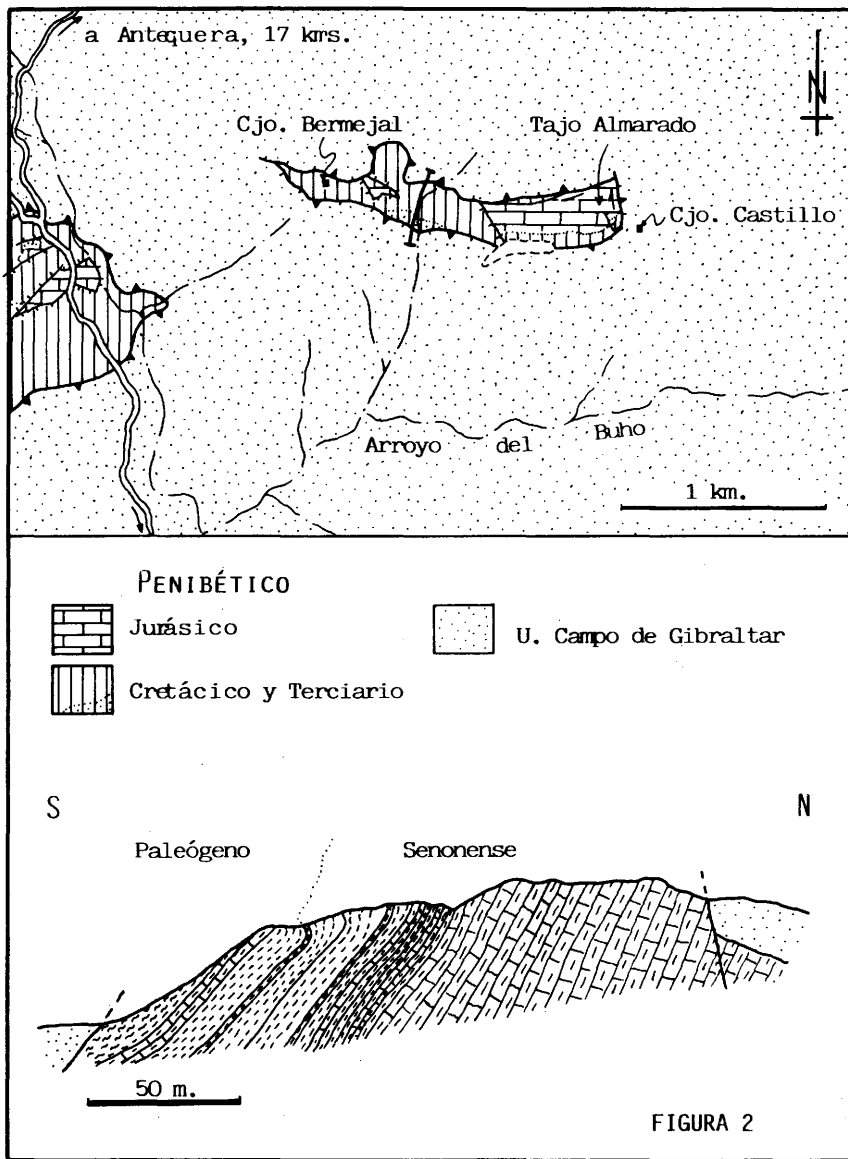 a Antequera, 17 kms.
N
Cjo. Bermejal
Tajo Almarado
Cjo. Castillo
Arroyo del Buho
1 km.
PENIBÉTICO
Jurásico
U. Campo de Gibraltar
Cretácico y Terciario
S
N
Paleógeno
Senonense
50 m.
FIGURA 2